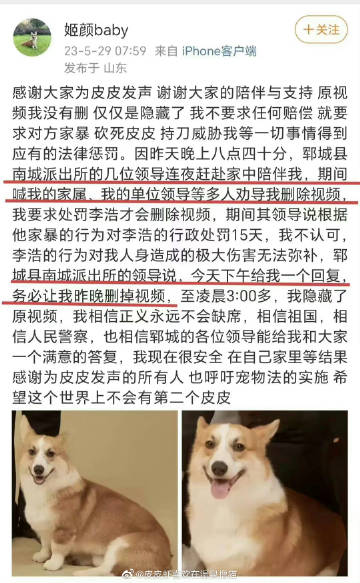 姬颜baby
+关注
23-5-29 07:59 来自 iPhone客户端
发布于 山东
感谢大家为皮皮发声 谢谢大家的陪伴与支持 原视
频我没有删 仅仅是隐藏了 我不要求任何赔偿 就要
求对方家暴 砍死皮皮 持刀威胁我等一切事情得到
应有的法律惩罚。因昨天晚上八点四十分，郓城县
南城派出所的几位领导连夜赶赴家中陪伴我，期间
喊我的家属、我的单位领导等多人劝导我删除视频，
我要求处罚李浩才会删除视频，期间其领导说根据
他家暴的行为对李浩的行政处罚15天，我不认可，
李浩的行为对我人身造成的极大伤害无法弥补，郓
城县南城派出所的领导说，今天下午给我一个回复，
务必让我昨晚删掉视频，至凌晨3:00多，我隐藏了
原视频，我相信正义永远不会缺席，相信祖国，相
信人民警察，也相信郓城的各位领导能给我和大家
一个满意的答复，我现在很安全 在自己家里等结果
感谢为皮皮发声的所有人 也呼吁宠物法的实施 希
望这个世界上不会有第二个皮皮